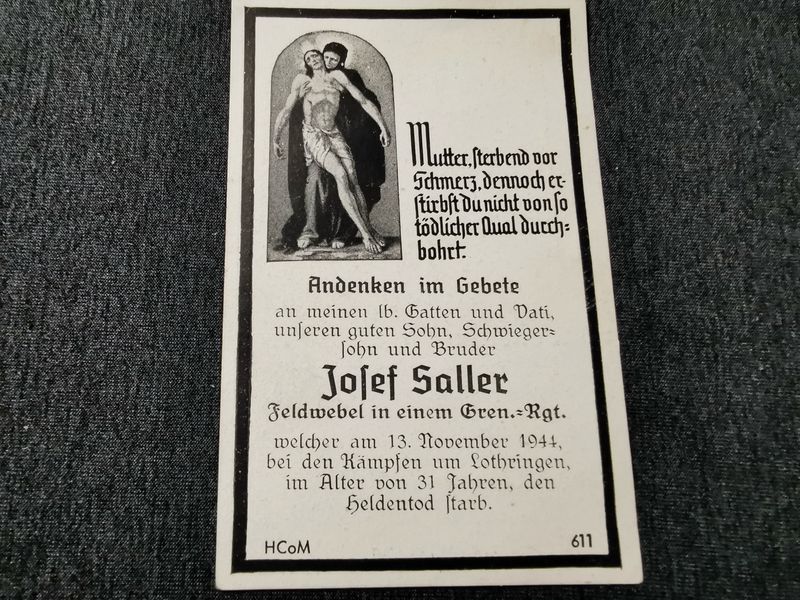 Mutter, sterbend vor
Schmerz, dennoch er-
stirbst du nicht von so
tödlicher Qual durch-
bohrt.
Andenken im Gebete
an meinen lb. Gatten und Vati,
unseren guten Sohn, Schwieger-
sohn und Bruder
Josef Saller
Feldwebel in einem Gren.-Rgt.
welcher am 13. November 1944,
bei den Kämpfen um Lothringen,
im Alter von 31 Jahren, den
Heldentod starb.
HCoM 611